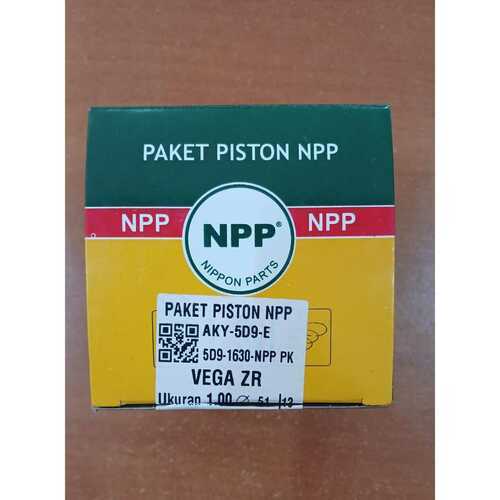 PAKET PISTON NPP
NPP NPP® NPP
NIPPON PARTS
PAKET PISTON NPP
AKY-5D9-E
5D9-1630-NPP PK
VEGA ZR
Ukuran 1.00 Ø 51 /13